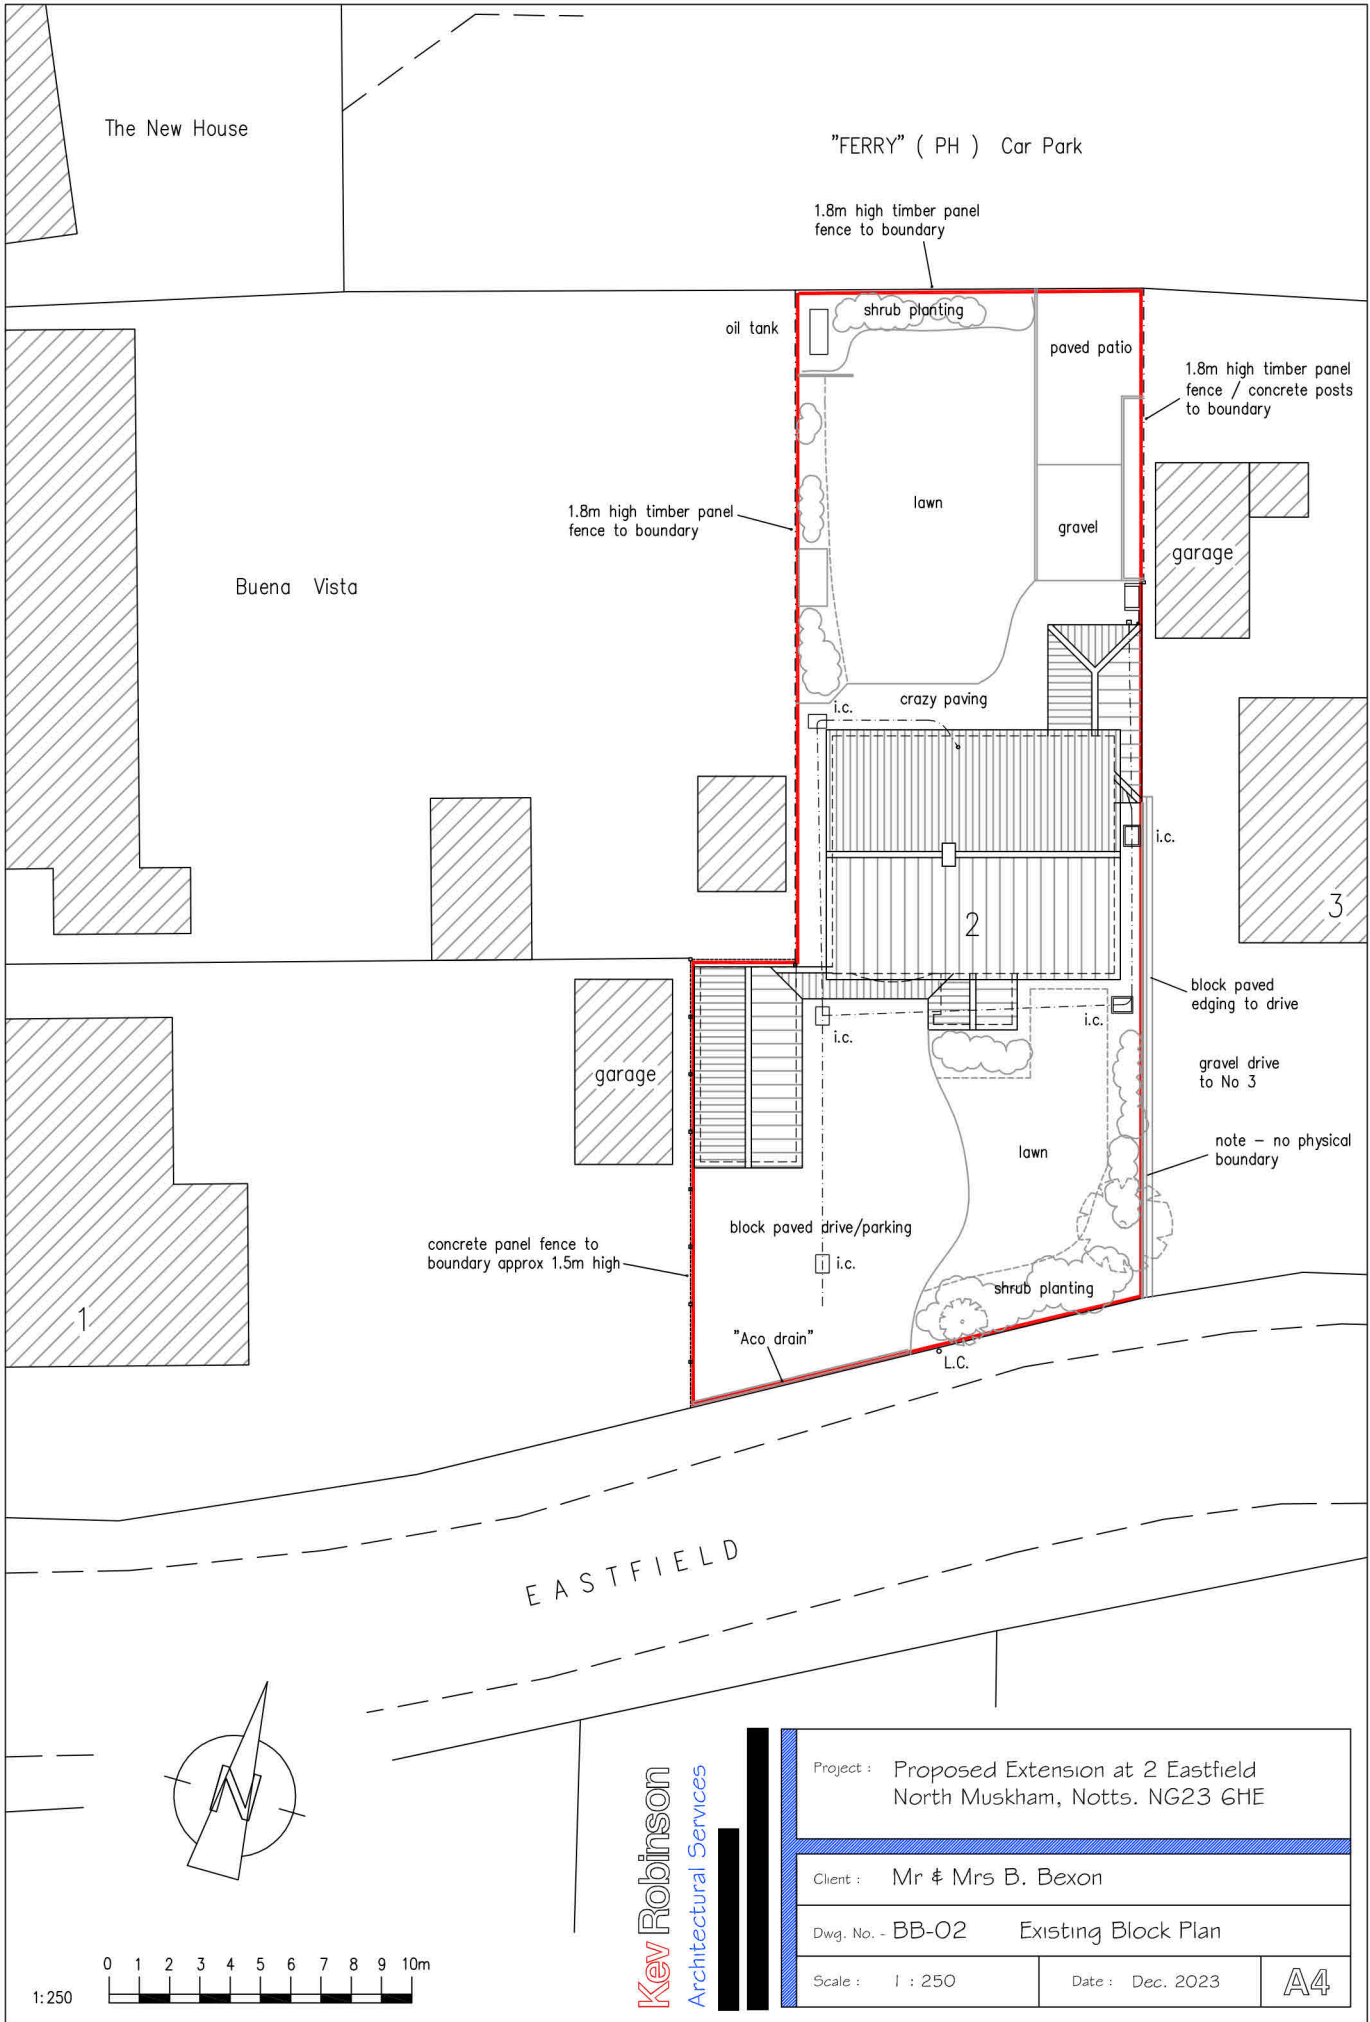 The New House
"FERRY" ( PH ) Car Park
1.8m high timber panel
fence to boundary
oil tank
shrub planting
paved patio
1.8m high timber panel
fence / concrete posts
to boundary
1.8m high timber panel
fence to boundary
lawn
gravel
garage
Buena Vista
crazy paving
i.c.
i.c.
2
3
block paved
edging to drive
i.c.
i.c.
garage
gravel drive
to No 3
lawn
note - no physical
boundary
block paved drive/parking
concrete panel fence to
boundary approx 1.5m high
i.c.
shrub planting
1
"Aco drain"
L.C.
EASTFIELD
N
0 1 2 3 4 5 6 7 8 9 10m
1:250
Kev Robinson
Architectural Services
Project : Proposed Extension at 2 Eastfield
North Muskham, Notts. NG23 6HE
Client : Mr & Mrs B. Bexon
Dwg. No. - BB-02 Existing Block Plan
Scale : 1 : 250
Date : Dec. 2023
A4